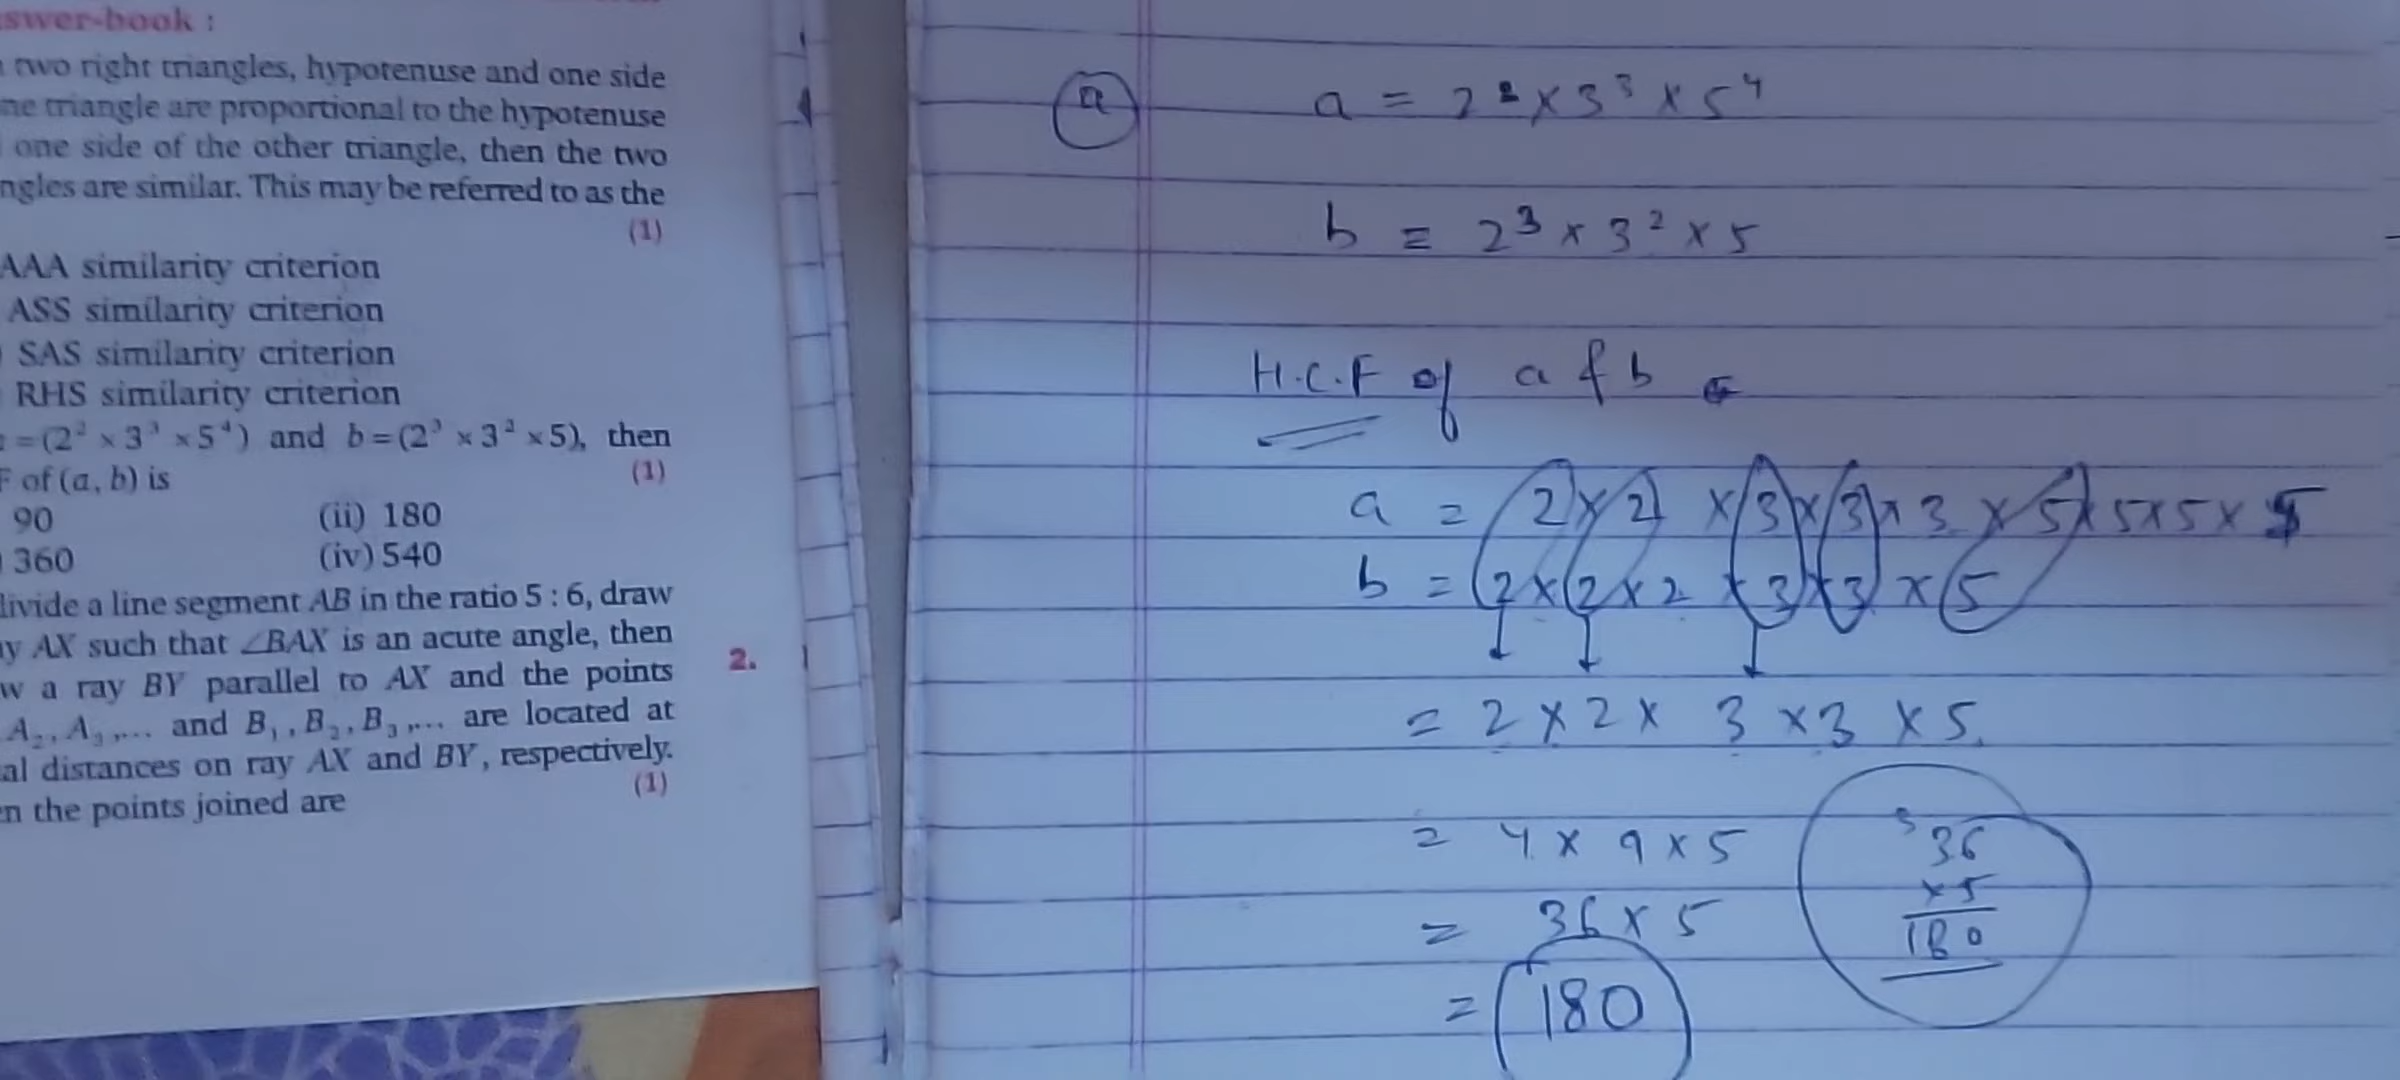 swer-book :
two right triangles, hypotenuse and one side
ne triangle are proportional to the hypotenuse
one side of the other triangle, then the two
ngles are similar. This may be referred to as the
(1)
AAA similarity criterion
ASS similarity criterion
SAS similarity criterion
RHS similarity criterion
=(2² × 3³ × 5⁴) and b=(2³ × 3² × 5), then
F of (a, b) is (1)
90 (ii) 180
360 (iv) 540
livide a line segment AB in the ratio 5 : 6, draw
y AX such that ∠BAX is an acute angle, then
w a ray BY parallel to AX and the points
A₂, A₃,... and B₁, B₂, B₃,... are located at
al distances on ray AX and BY, respectively.
(1)
en the points joined are
2.
a = 2² × 3³ × 5⁴
b = 2³ × 3² × 5
H.C.F of a & b
a = 2 × 2 × 3 × 3 × 3 × 5 × 5 × 5 × 5
b = 2 × 2 × 2 × 3 × 3 × 5
= 2 × 2 × 3 × 3 × 5
= 4 × 9 × 5
= 36 × 5
= 180
3
36
× 5
180